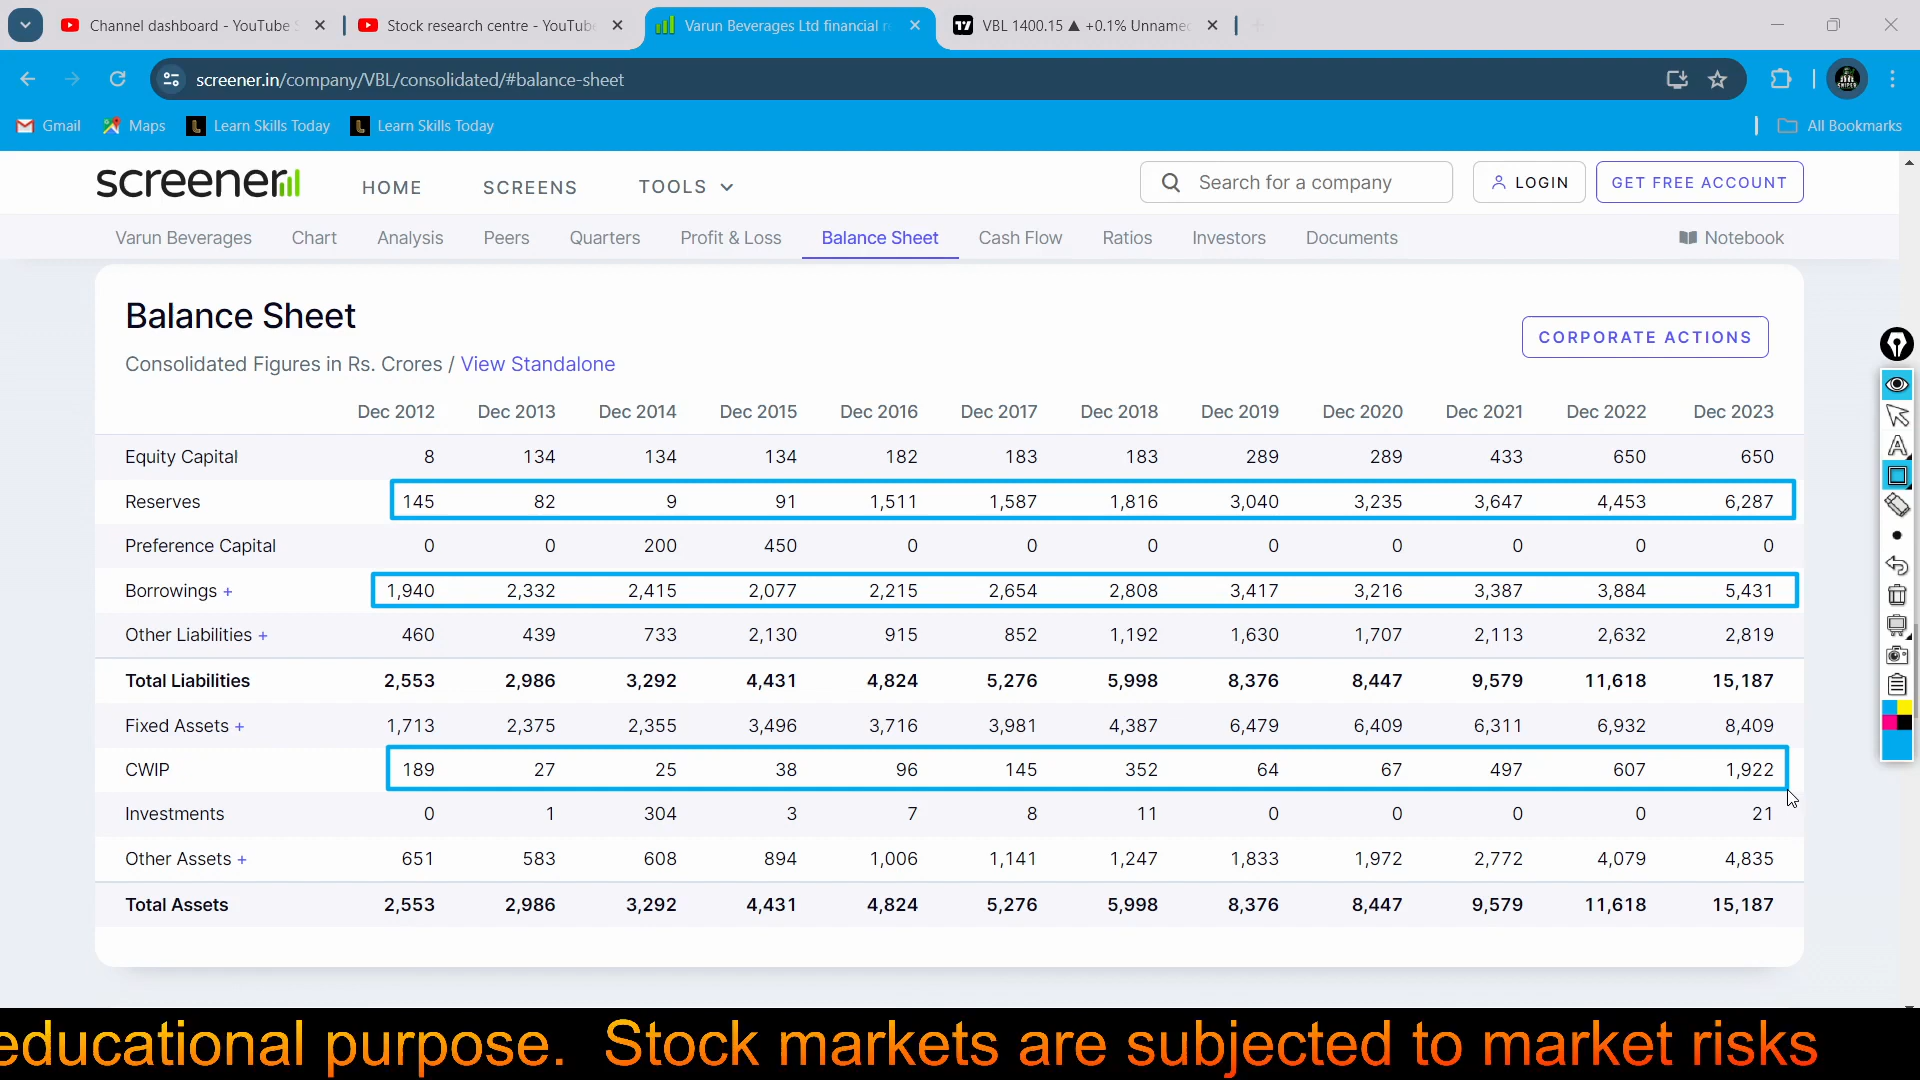 Channel dashboard - YouTube S
Stock research centre - YouTube
Varun Beverages Ltd financial r
VBL 1400.15 ▲ +0.1% Unnamed
screener.in/company/VBL/consolidated/#balance-sheet
Gmail Maps Learn Skills Today Learn Skills Today All Bookmarks
screener HOME SCREENS TOOLS Search for a company LOGIN GET FREE ACCOUNT
Varun Beverages Chart Analysis Peers Quarters Profit & Loss Balance Sheet Cash Flow Ratios Investors Documents Notebook
Balance Sheet
CORPORATE ACTIONS
Consolidated Figures in Rs. Crores / View Standalone
Dec 2012 Dec 2013 Dec 2014 Dec 2015 Dec 2016 Dec 2017 Dec 2018 Dec 2019 Dec 2020 Dec 2021 Dec 2022 Dec 2023
Equity Capital 8 134 134 134 182 183 183 289 289 433 650 650
Reserves 145 82 9 91 1,511 1,587 1,816 3,040 3,235 3,647 4,453 6,287
Preference Capital 0 0 200 450 0 0 0 0 0 0 0 0
Borrowings + 1,940 2,332 2,415 2,077 2,215 2,654 2,808 3,417 3,216 3,387 3,884 5,431
Other Liabilities + 460 439 733 2,130 915 852 1,192 1,630 1,707 2,113 2,632 2,819
Total Liabilities 2,553 2,986 3,292 4,431 4,824 5,276 5,998 8,376 8,447 9,579 11,618 15,187
Fixed Assets + 1,713 2,375 2,355 3,496 3,716 3,981 4,387 6,479 6,409 6,311 6,932 8,409
CWIP 189 27 25 38 96 145 352 64 67 497 607 1,922
Investments 0 1 304 3 7 8 11 0 0 0 0 21
Other Assets + 651 583 608 894 1,006 1,141 1,247 1,833 1,972 2,772 4,079 4,835
Total Assets 2,553 2,986 3,292 4,431 4,824 5,276 5,998 8,376 8,447 9,579 11,618 15,187
educational purpose. Stock markets are subjected to market risks